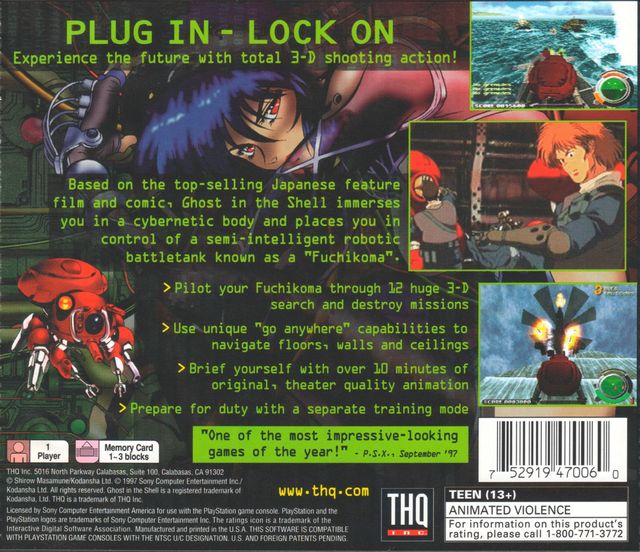 PLUG IN - LOCK ON
Experience the future with total 3-D shooting action!
Based on the top-selling Japanese feature
film and comic, Ghost in the Shell immerses
you in a cybernetic body and places you in
control of a semi-intelligent robotic
battletank known as a "Fuchikoma".
> Pilot your Fuchikoma through 12 huge 3-D
search and destroy missions
> Use unique "go anywhere" capabilities to
navigate floors, walls and ceilings
> Brief yourself with over 10 minutes of
original, theater quality animation
> Prepare for duty with a separate training mode
"One of the most impressive-looking
games of the year!" - P.S.X., September '97
1
Player
Memory Card
1-3 blocks
THQ Inc. 5016 North Parkway Calabasas, Suite 100, Calabasas, CA 91302
© Shirow Masamune/Kodansha Ltd. © 1997 Sony Computer Entertainment Inc./
Kodansha Ltd. All rights reserved. Ghost in the Shell is a registered trademark of
Kodansha, Ltd. THQ is a trademark of THQ Inc.
Licensed by Sony Computer Entertainment America for use with the PlayStation game console. PlayStation and the
PlayStation logos are trademarks of Sony Computer Entertainment Inc. The ratings icon is a trademark of the
Interactive Digital Software Association. Manufactured and printed in the U.S.A. THIS SOFTWARE IS COMPATIBLE
WITH PLAYSTATION GAME CONSOLES WITH THE NTSC U/C DESIGNATION. U.S. AND FOREIGN PATENTS PENDING.
www.thq.com
THQ
INC
7 52919 47006 0
TEEN (13+)
ANIMATED VIOLENCE
For information on this product's
rating, please call 1-800-771-3772